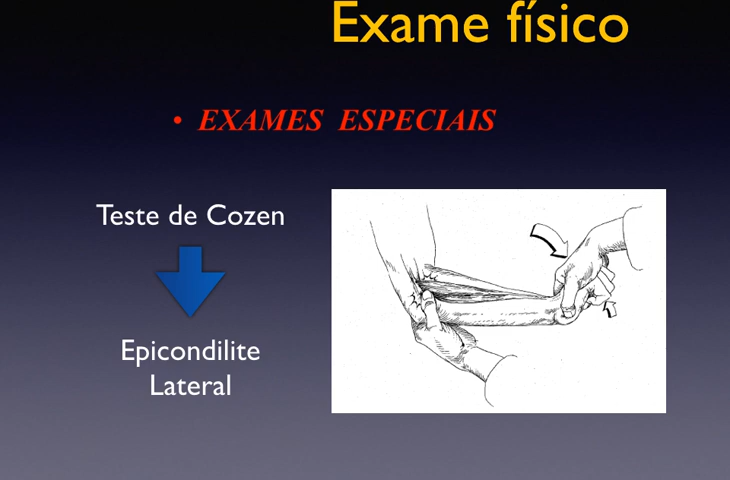 Exame físico
• EXAMES ESPECIAIS
Teste de Cozen
Epicondilite
Lateral